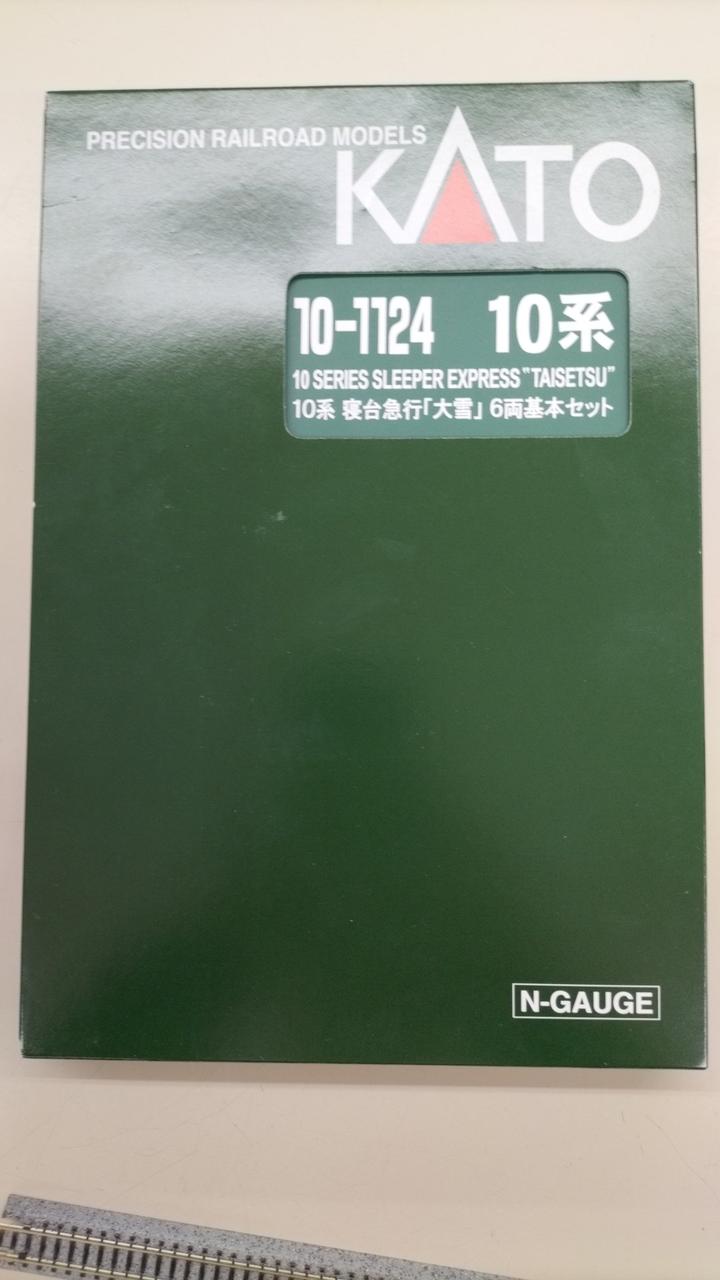 PRECISION RAILROAD MODELS
KATO
10-1124 10系
10 SERIES SLEEPER EXPRESS "TAISETSU"
10系 寝台急行「大雪」 6両基本セット
N-GAUGE